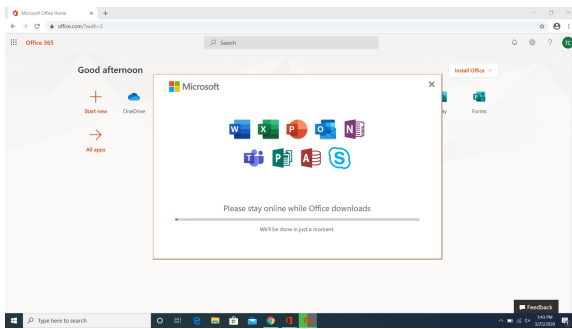 Microsoft Office Home
office.com/?auth=2
Office 365
Search
TC
Good afternoon
Install Office
Microsoft
Start new
OneDrive
Forms
All apps
Please stay online while Office downloads
We'll be done in just a moment.
Feedback
Type here to search
1:43 PM
3/25/2020